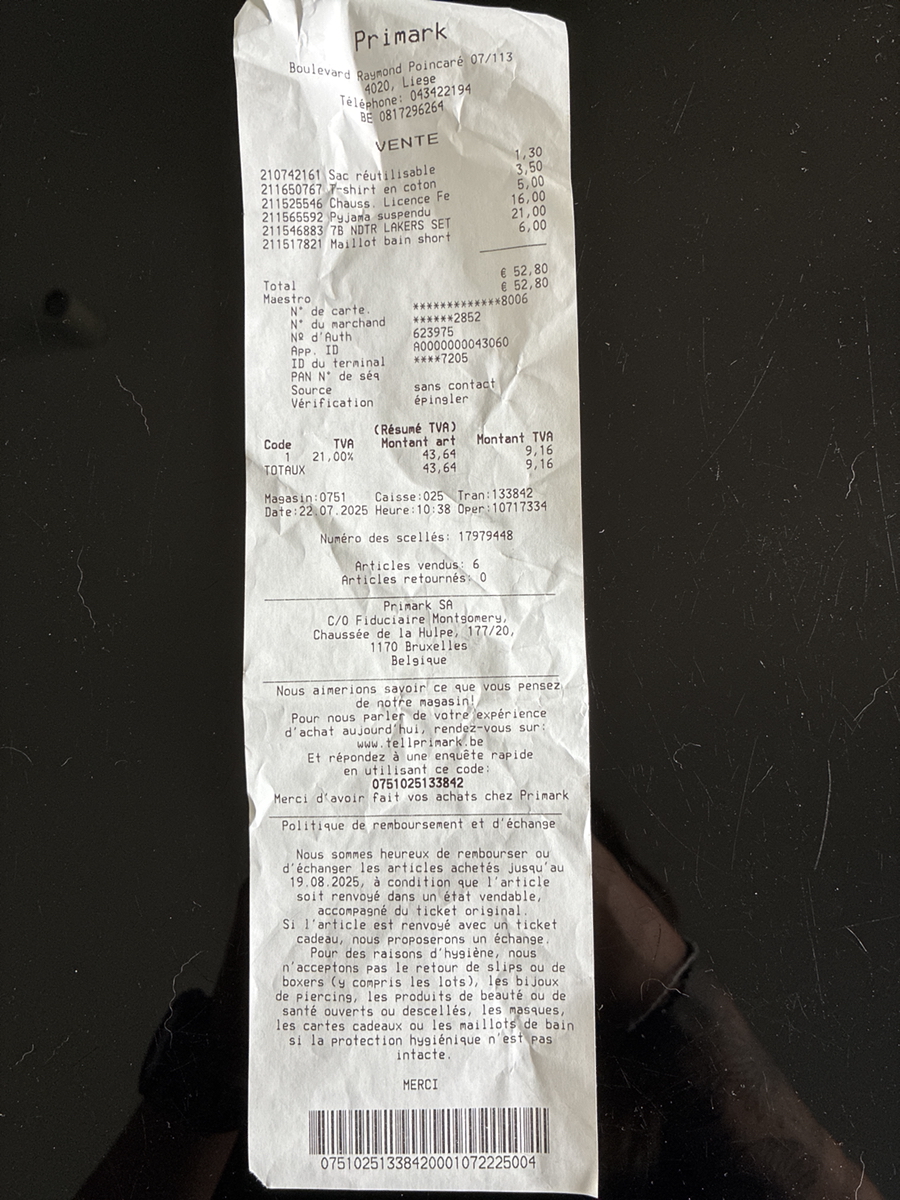 Primark
Boulevard Raymond Poincaré 07/113
4020, Liege
Téléphone: 043422194
BE 0817296264
VENTE
210742161 Sac réutilisable 1,30
211650767 T-shirt en coton 3,50
211525546 Chauss. Licence Fe 5,00
211565592 Pyjama suspendu 16,00
211546883 7B NDTR LAKERS SET 21,00
211517821 Maillot bain short 6,00
Total € 52,80
Maestro € 52,80
N° de carte. *************8006
N° du marchand ******2852
Nº d'Auth 623975
App. ID A0000000043060
ID du terminal ****7205
PAN N° de séq
Source sans contact
Vérification épingler
(Résumé TVA)
Code TVA Montant art Montant TVA
1 21,00% 43,64 9,16
TOTAUX 43,64 9,16
Magasin:0751 Caisse:025 Tran:133842
Date:22.07.2025 Heure:10:38 Oper:10717334
Numéro des scellés: 17979448
Articles vendus: 6
Articles retournés: 0
Primark SA
C/O Fiduciaire Montgomery,
Chaussée de la Hulpe, 177/20,
1170 Bruxelles
Belgique
Nous aimerions savoir ce que vous pensez
de notre magasin!
Pour nous parler de votre expérience
d'achat aujourd'hui, rendez-vous sur:
www.tellprimark.be
Et répondez à une enquête rapide
en utilisant ce code:
0751025133842
Merci d'avoir fait vos achats chez Primark
Politique de remboursement et d'échange
Nous sommes heureux de rembourser ou
d'échanger les articles achetés jusqu'au
19.08.2025, à condition que l'article
soit renvoyé dans un état vendable,
accompagné du ticket original.
Si l'article est renvoyé avec un ticket
cadeau, nous proposerons un échange.
Pour des raisons d'hygiène, nous
n'acceptons pas le retour de slips ou de
boxers (y compris les lots), les bijoux
de piercing, les produits de beauté ou de
santé ouverts ou descellés, les masques,
les cartes cadeaux ou les maillots de bain
si la protection hygiénique n'est pas
intacte.
MERCI
07510251338420001072225004